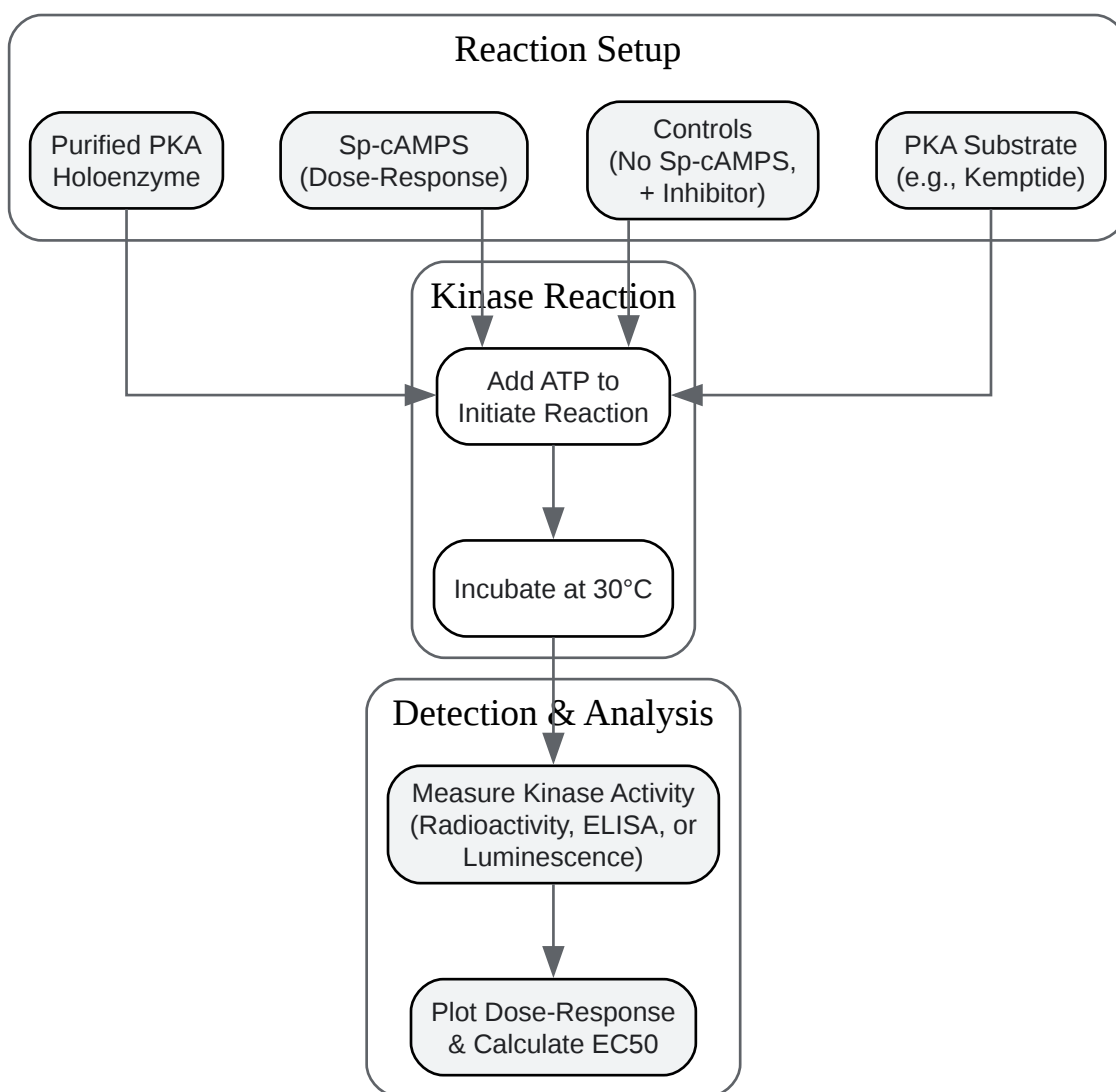 Reaction Setup
Purified PKA
Holoenzyme
Sp-cAMPS
(Dose-Response)
Controls
(No Sp-cAMPS,
+ Inhibitor)
PKA Substrate
(e.g., Kemptide)
Kinase Reaction
Add ATP to
Initiate Reaction
Incubate at 30°C
Detection & Analysis
Measure Kinase Activity
(Radioactivity, ELISA, or
Luminescence)
Plot Dose-Response
& Calculate EC50